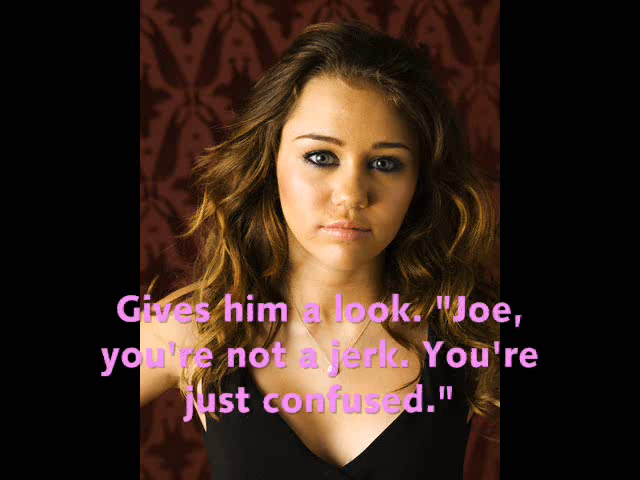 Gives him a look. "Joe,
you're not a jerk. You're
just confused."